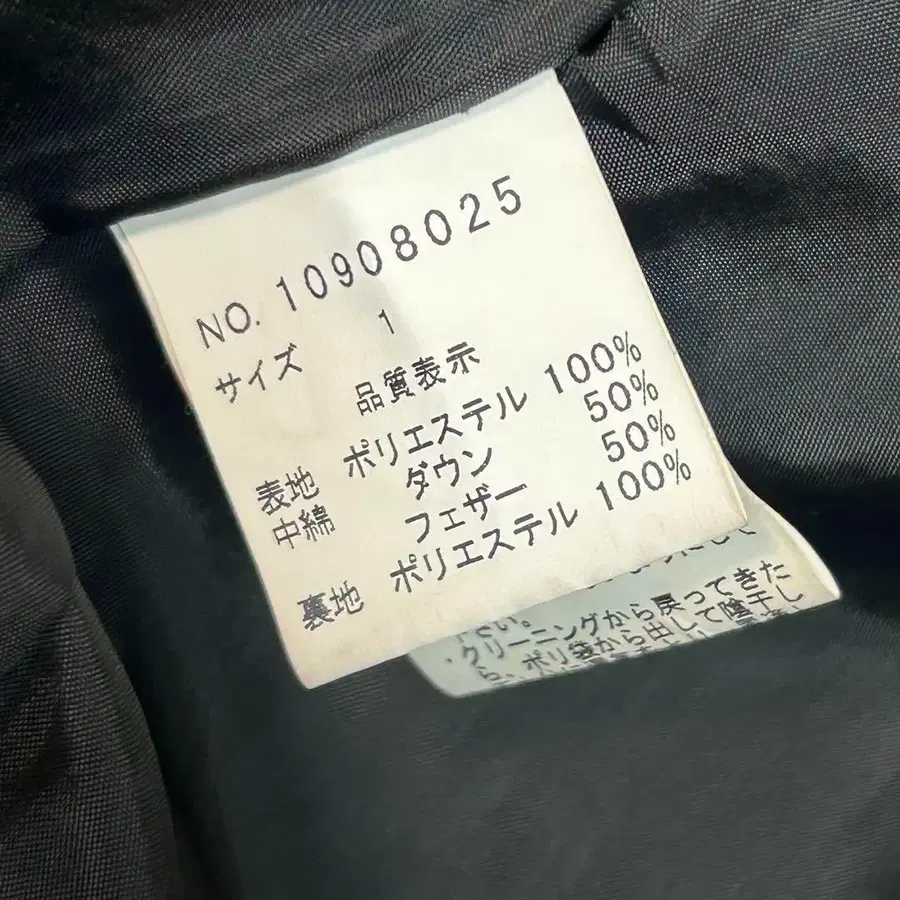 NO. 10908025
サイズ 1
品質表示
表地 ポリエステル 100%
中綿 ダウン 50%
フェザー 50%
裏地 ポリエステル 100%
下さい。
・クリーニングから戻ってきた
ら、ポリ袋から出して陰干し